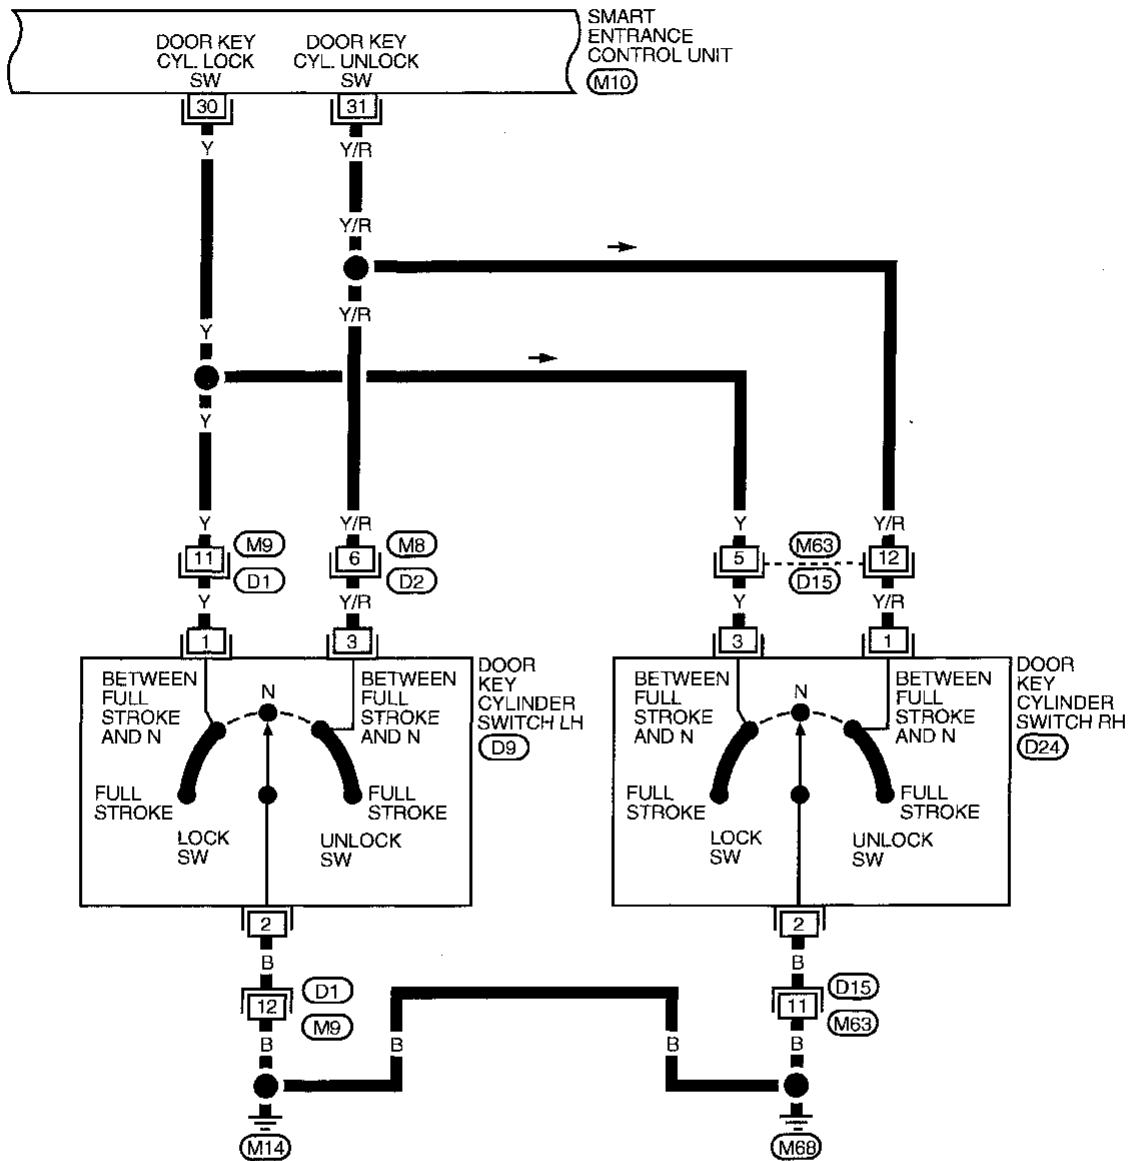 SMART
ENTRANCE
CONTROL UNIT
M10
DOOR KEY
CYL. LOCK
SW
DOOR KEY
CYL. UNLOCK
SW
30
31
Y
Y/R
Y/R
Y/R
Y
Y
Y
Y/R
Y
Y/R
11
M9
D1
6
M8
D2
5
M63
D15
12
Y
Y/R
Y
Y/R
1
3
3
1
BETWEEN
FULL
STROKE
AND N
N
BETWEEN
FULL
STROKE
AND N
FULL
STROKE
FULL
STROKE
LOCK
SW
UNLOCK
SW
DOOR
KEY
CYLINDER
SWITCH LH
D9
BETWEEN
FULL
STROKE
AND N
N
BETWEEN
FULL
STROKE
AND N
FULL
STROKE
FULL
STROKE
LOCK
SW
UNLOCK
SW
DOOR
KEY
CYLINDER
SWITCH RH
D24
2
2
B
B
12
D1
M9
11
D15
M63
B
B
B
B
M14
M68